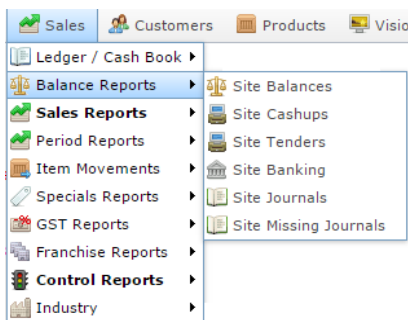 Sales Customers Products Visio
Ledger / Cash Book
Balance Reports
Sales Reports
Period Reports
Item Movements
Specials Reports
GST Reports
Franchise Reports
Control Reports
Industry
Site Balances
Site Cashups
Site Tenders
Site Banking
Site Journals
Site Missing Journals